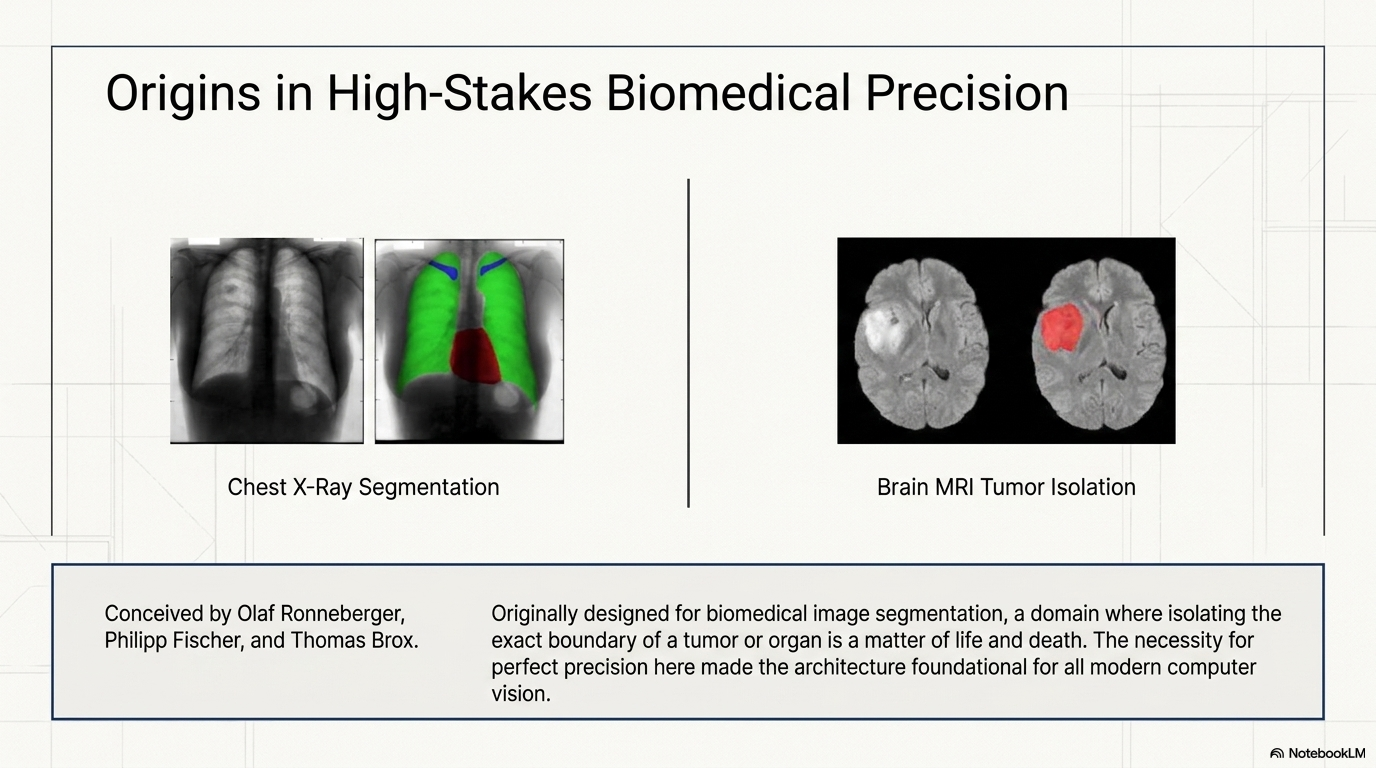 Origins in High-Stakes Biomedical Precision
Chest X-Ray Segmentation
Brain MRI Tumor Isolation
Conceived by Olaf Ronneberger,
Philipp Fischer, and Thomas Brox.
Originally designed for biomedical image segmentation, a domain where isolating the
exact boundary of a tumor or organ is a matter of life and death. The necessity for
perfect precision here made the architecture foundational for all modern computer
vision.
NotebookLM